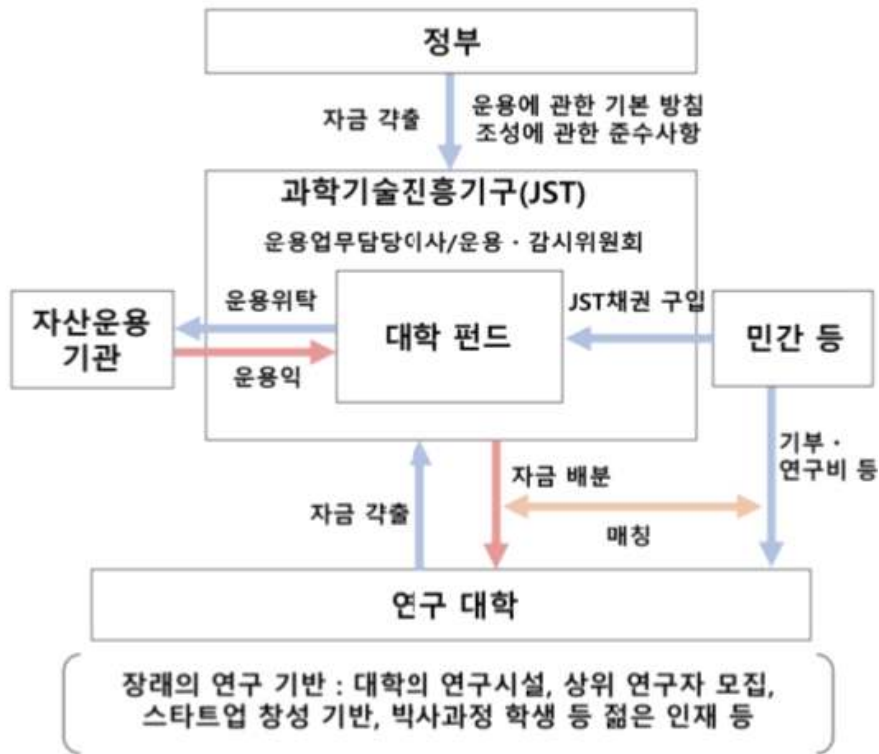 정부
자금 갹출
운용에 관한 기본 방침
조성에 관한 준수사항
과학기술진흥기구(JST)
운용업무담당이사/운용 · 감시위원회
자산운용
기관
운용위탁
운용익
대학 펀드
JST채권 구입
민간 등
자금 갹출
자금 배분
매칭
기부 ·
연구비 등
연구 대학
장래의 연구 기반 : 대학의 연구시설, 상위 연구자 모집,
스타트업 창성 기반, 빅사과정 학생 등 젊은 인재 등